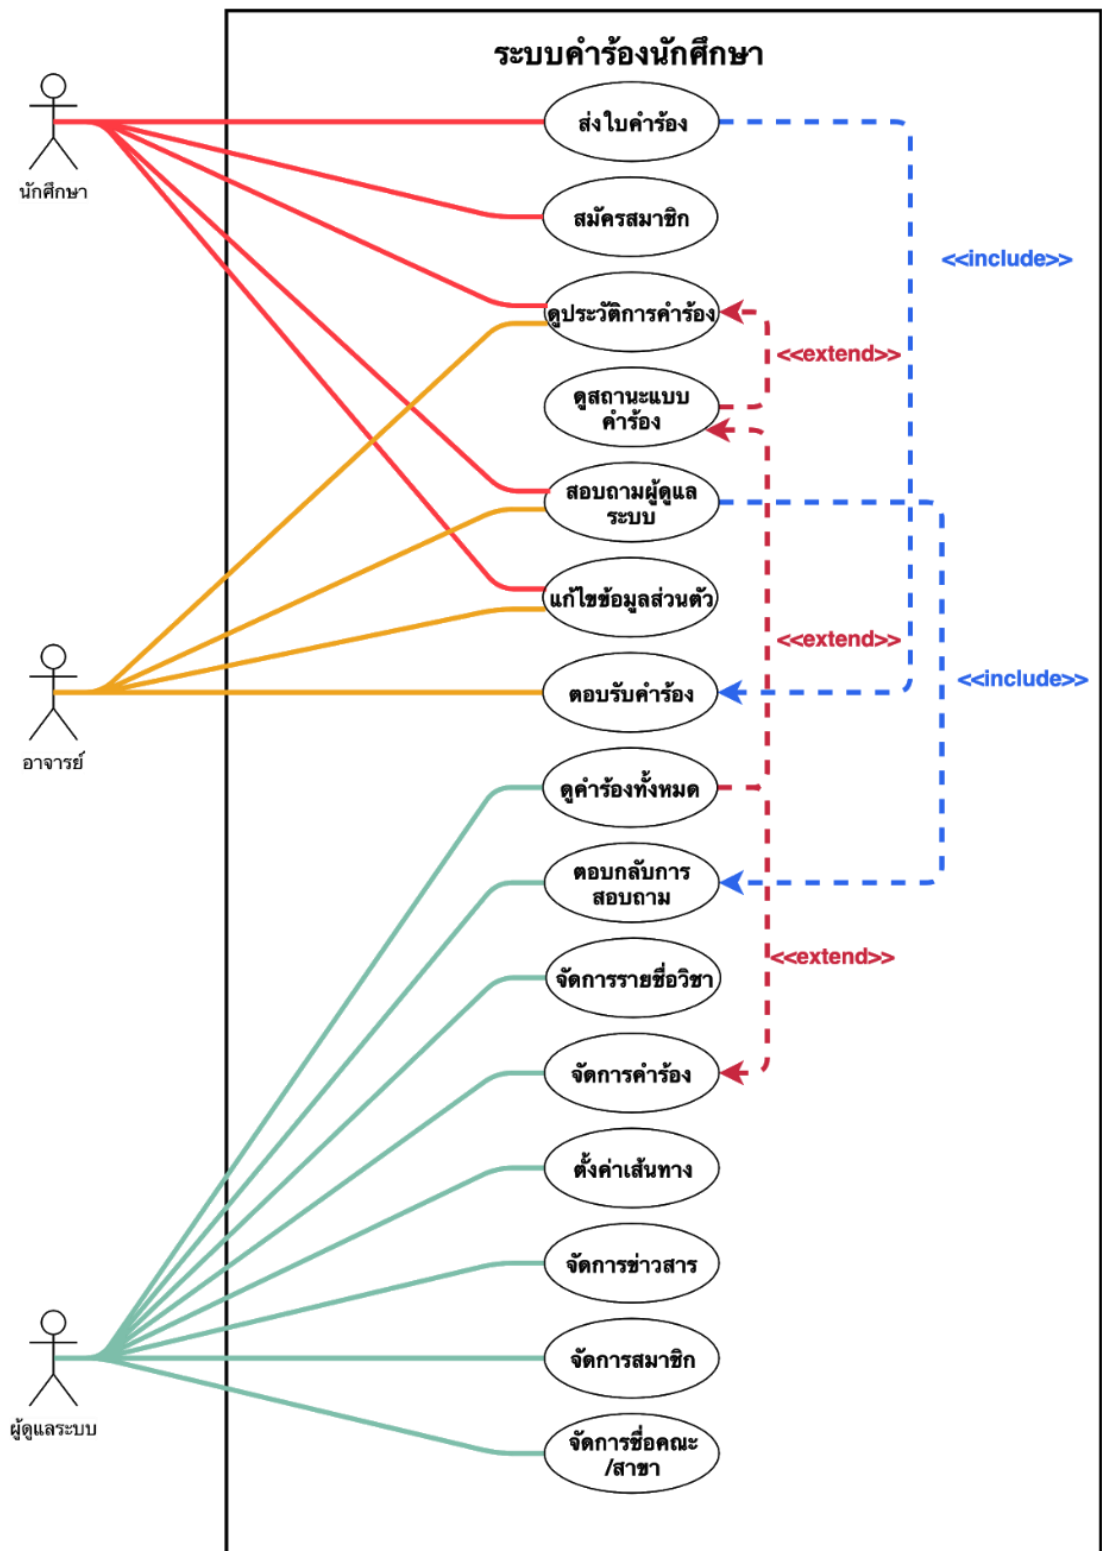 ระบบคำร้องนักศึกษา
ส่งใบคำร้อง
นักศึกษา
สมัครสมาชิก
<<include>>
ดูประวัติการคำร้อง
<<extend>>
ดูสถานะแบบ
คำร้อง
สอบถามผู้ดูแล
ระบบ
แก้ไขข้อมูลส่วนตัว
<<extend>>
<<include>>
ตอบรับคำร้อง
อาจารย์
ดูคำร้องทั้งหมด
ตอบกลับการ
สอบถาม
<<extend>>
จัดการรายชื่อวิชา
จัดการคำร้อง
ตั้งค่าเส้นทาง
จัดการข่าวสาร
จัดการสมาชิก
ผู้ดูแลระบบ
จัดการชื่อคณะ
/สาขา